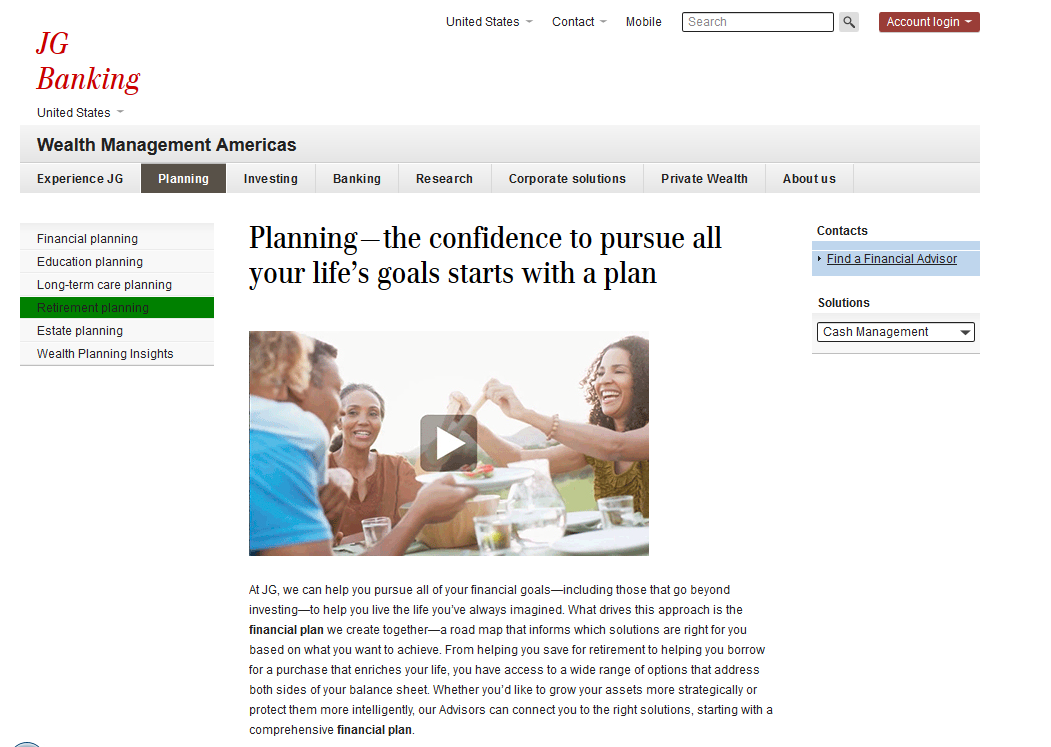 United States Contact Mobile Search Account login
JG
Banking
United States
Wealth Management Americas
Experience JG Planning Investing Banking Research Corporate solutions Private Wealth About us
Financial planning
Education planning
Long-term care planning
Retirement planning
Estate planning
Wealth Planning Insights
Planning—the confidence to pursue all
your life's goals starts with a plan
At JG, we can help you pursue all of your financial goals—including those that go beyond
investing—to help you live the life you've always imagined. What drives this approach is the
financial plan we create together—a road map that informs which solutions are right for you
based on what you want to achieve. From helping you save for retirement to helping you borrow
for a purchase that enriches your life, you have access to a wide range of options that address
both sides of your balance sheet. Whether you'd like to grow your assets more strategically or
protect them more intelligently, our Advisors can connect you to the right solutions, starting with a
comprehensive financial plan.
Contacts
Find a Financial Advisor
Solutions
Cash Management